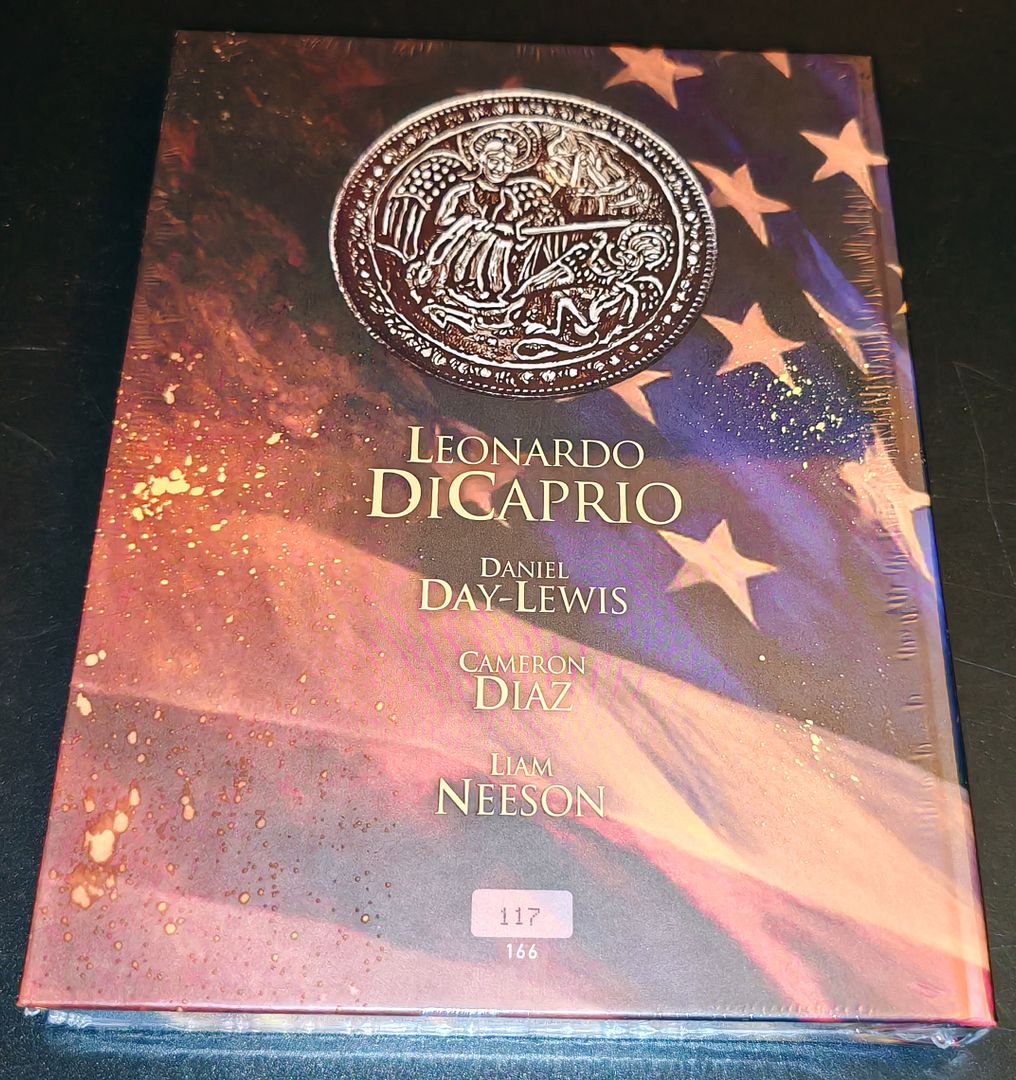 LEONARDO
DICAPRIO
DANIEL
DAY-LEWIS
CAMERON
DIAZ
LIAM
NEESON
117
166